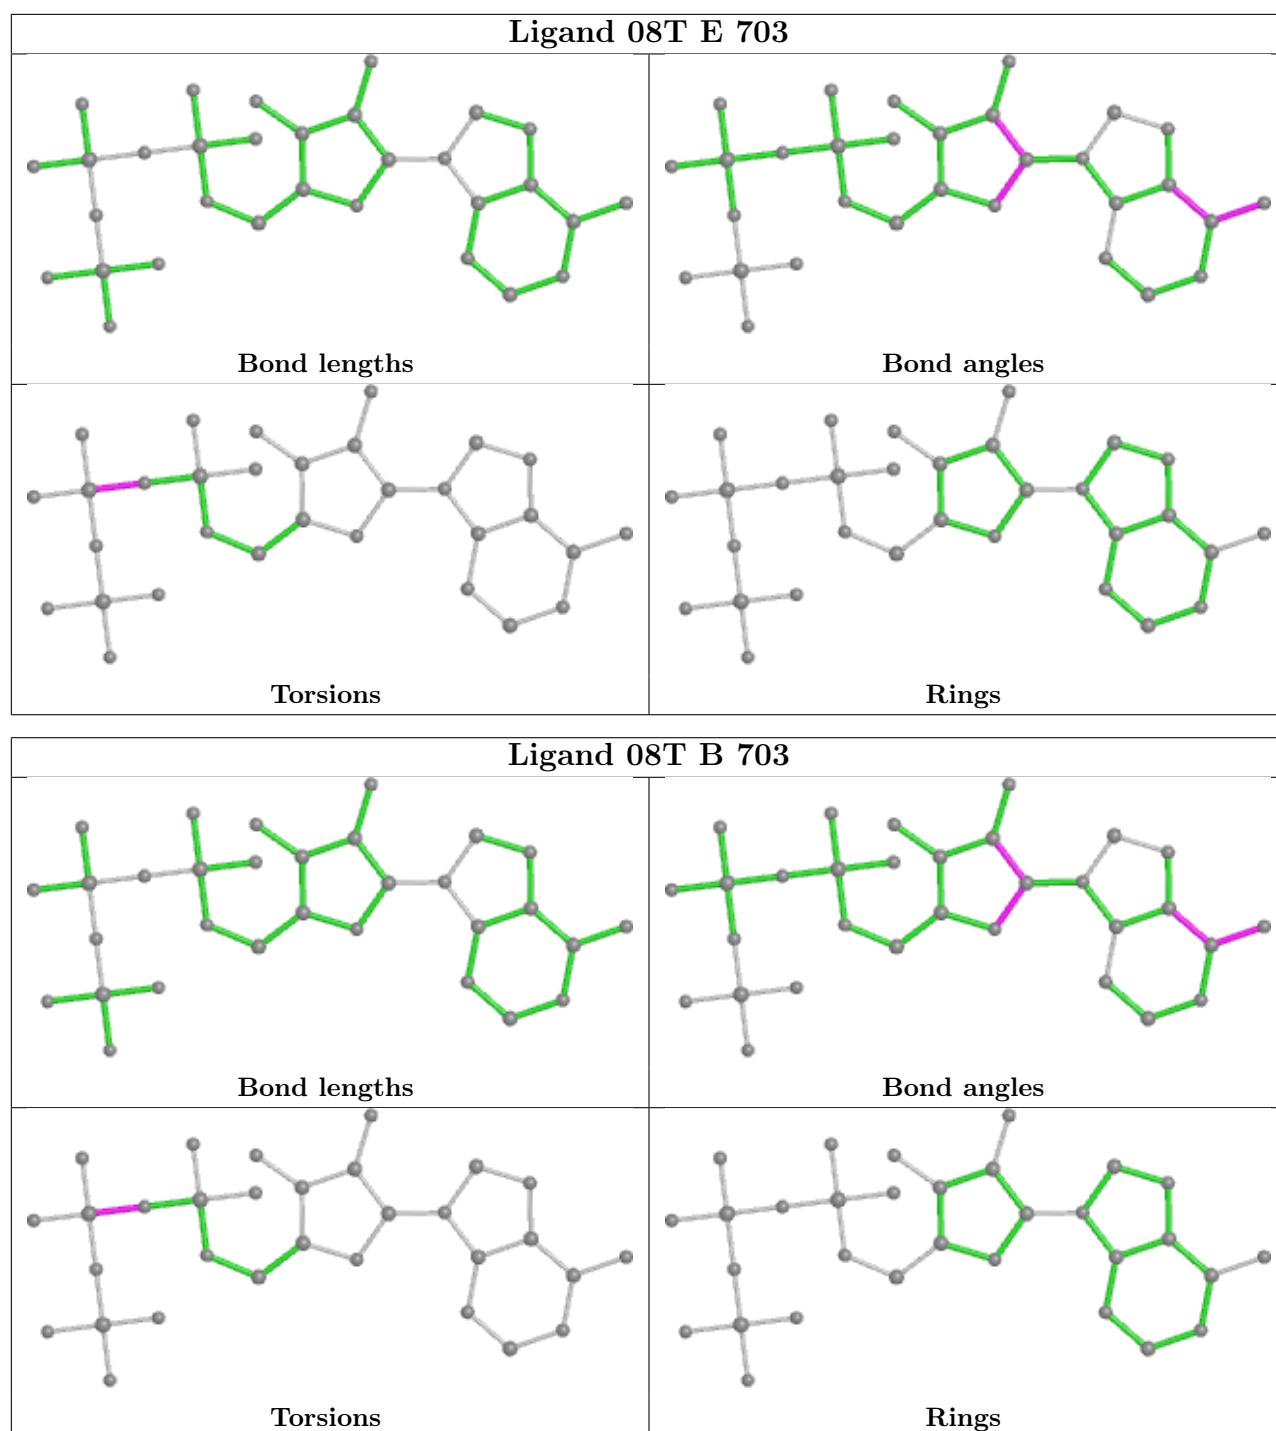 Ligand 08T E 703
Bond lengths
Bond angles
Torsions
Rings
Ligand 08T B 703
Bond lengths
Bond angles
Torsions
Rings